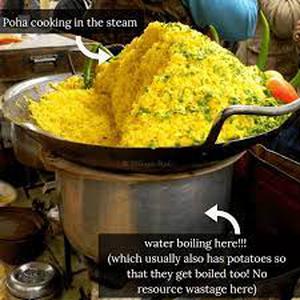 Poha cooking in the steam
water boiling here!!!
(which usually also has potatoes so
that they get boiled too! No
resource wastage here)